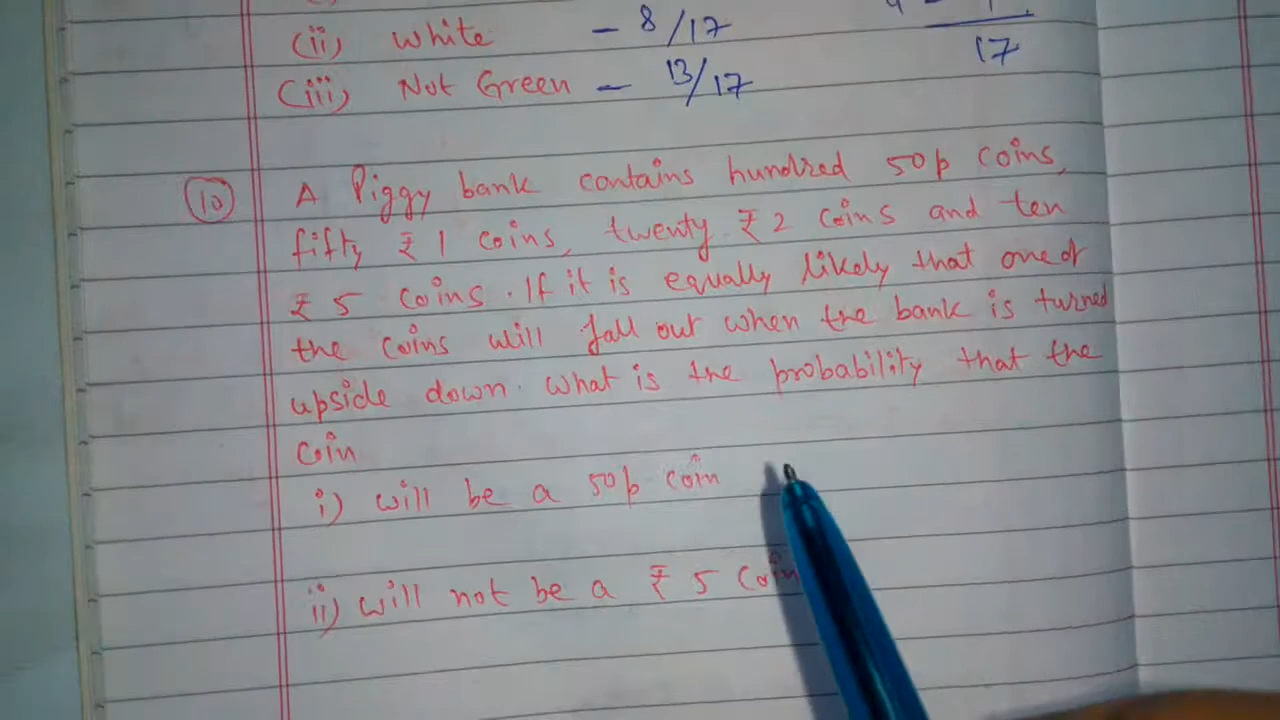 (ii) White - 8/17
17
(iii) Not Green - 13/17
10 A Piggy bank contains hundred 50p coins,
fifty ₹1 coins, twenty ₹2 coins and ten
₹5 coins. If it is equally likely that one of
the coins will fall out when the bank is turned
upside down. What is the probability that the
coin
i) will be a 50p coin
ii) will not be a ₹5 coin